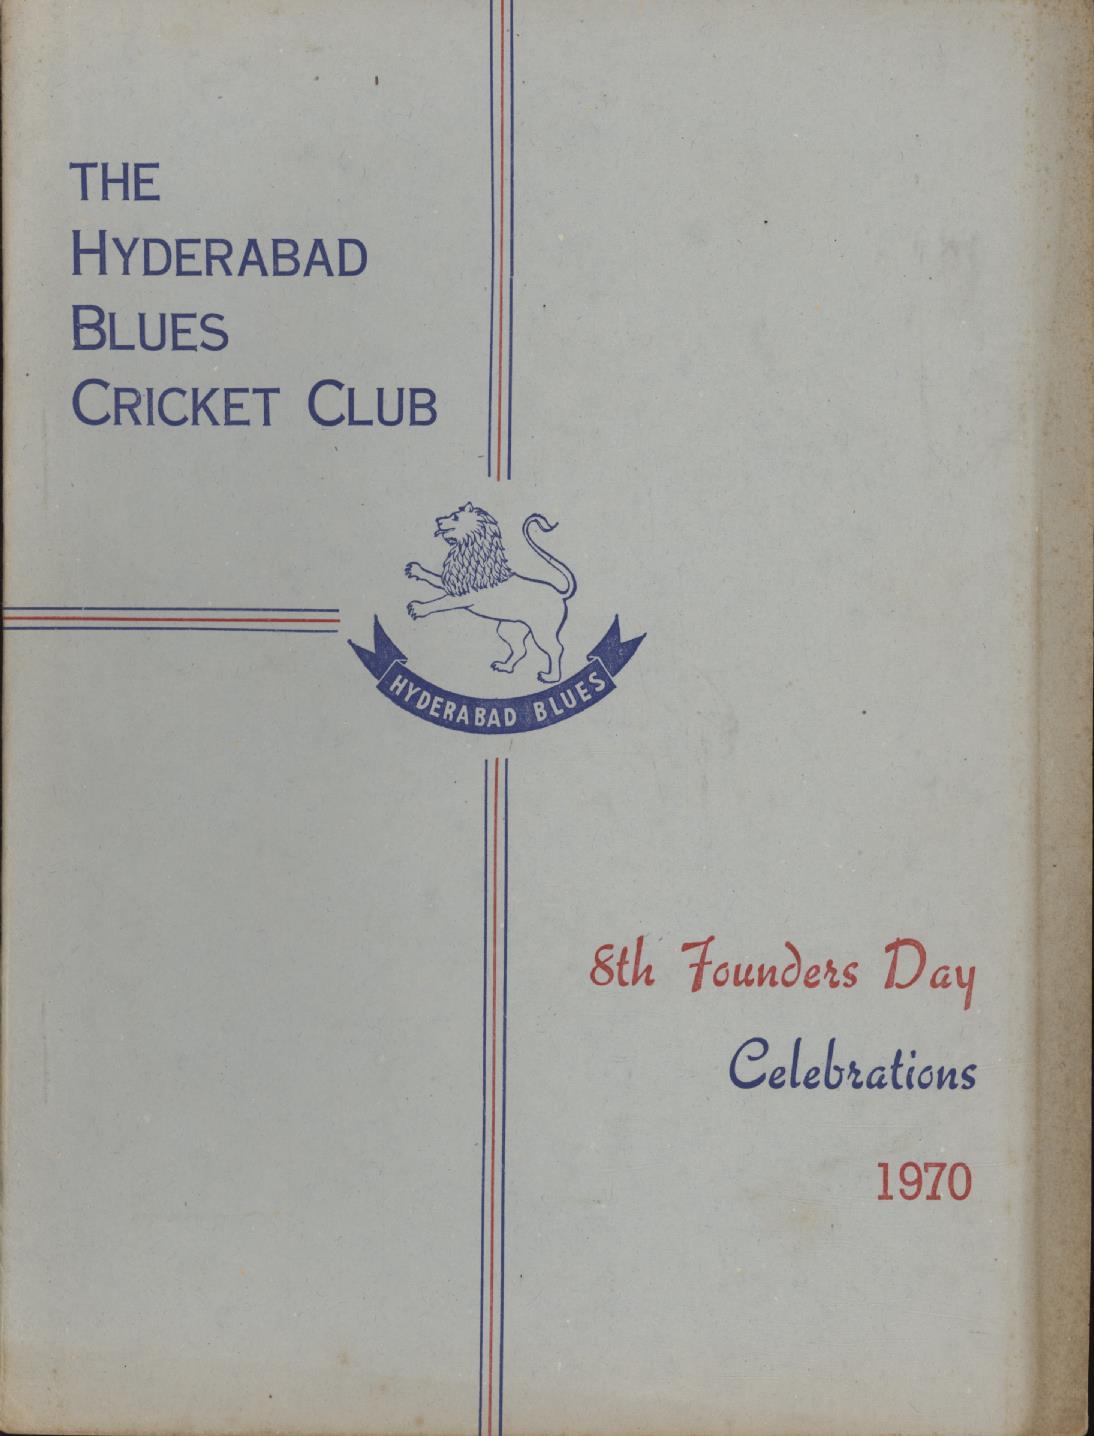 THE
HYDERABAD
BLUES
CRICKET CLUB
HYDERABAD BLUES
8th Founders Day
Celebrations
1970